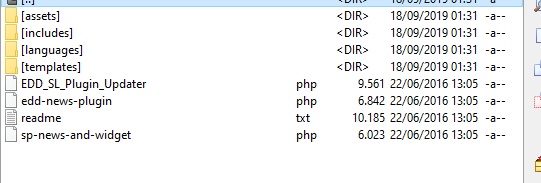 [..] <DIR> 18/09/2019 01:31 -a--
[assets] <DIR> 18/09/2019 01:31 -a--
[includes] <DIR> 18/09/2019 01:31 -a--
[languages] <DIR> 18/09/2019 01:31 -a--
[templates] <DIR> 18/09/2019 01:31 -a--
EDD_SL_Plugin_Updater php 9.561 22/06/2016 13:05 -a--
edd-news-plugin php 6.842 22/06/2016 13:05 -a--
readme txt 10.185 22/06/2016 13:05 -a--
sp-news-and-widget php 6.023 22/06/2016 13:05 -a--